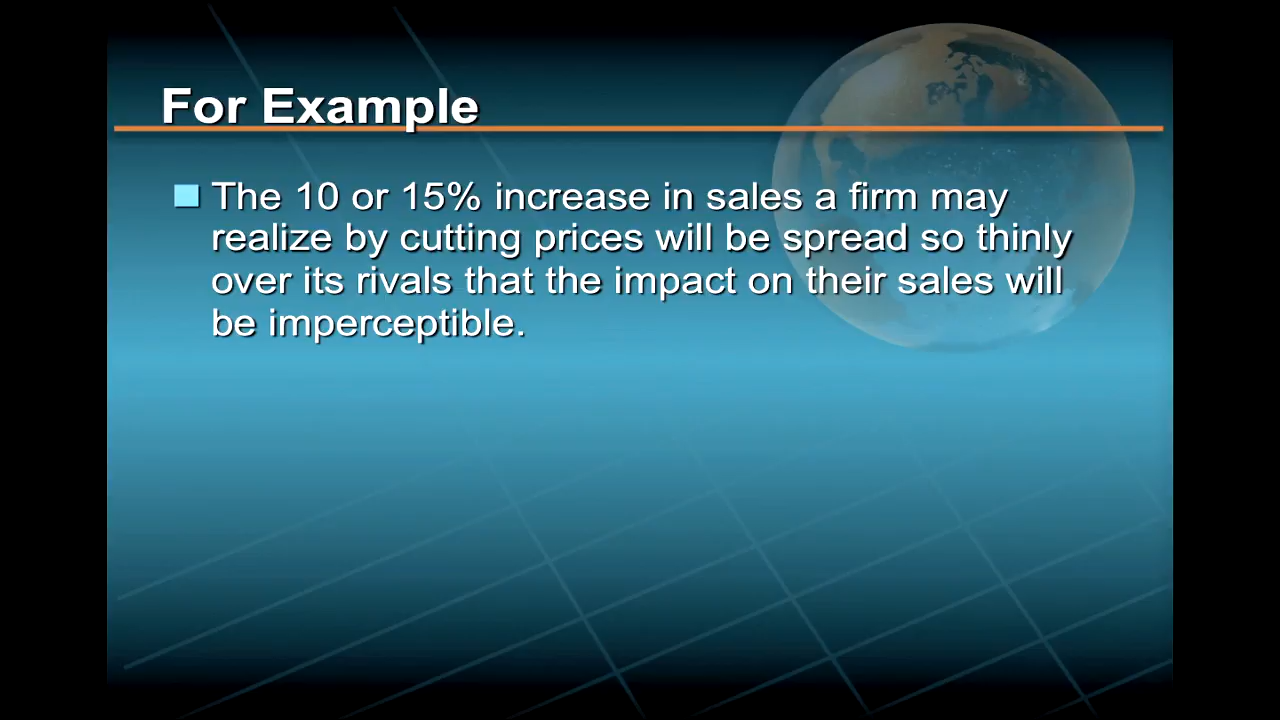 For Example
The 10 or 15% increase in sales a firm may
realize by cutting prices will be spread so thinly
over its rivals that the impact on their sales will
be imperceptible.